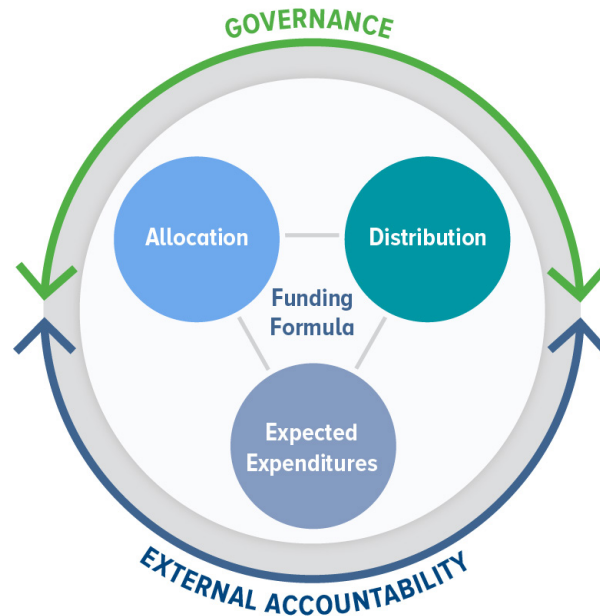 GOVERNANCE
Allocation
Distribution
Funding
Formula
Expected
Expenditures
EXTERNAL ACCOUNTABILITY